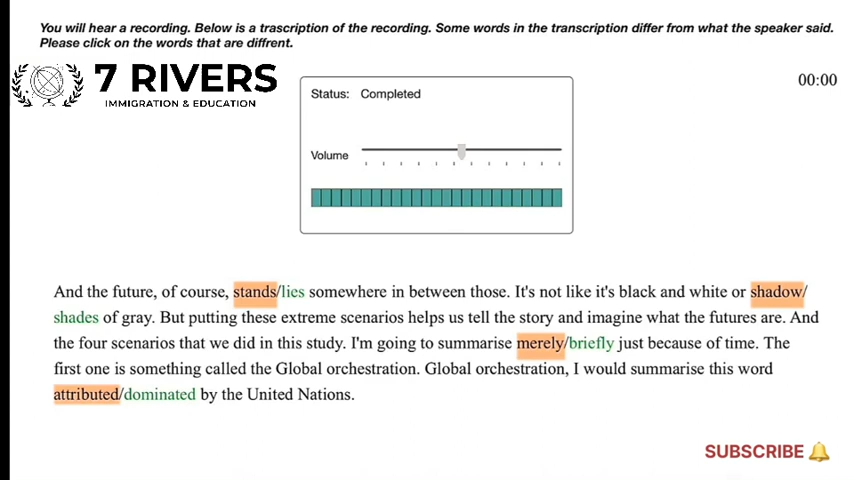 You will hear a recording. Below is a trascription of the recording. Some words in the transcription differ from what the speaker said.
Please click on the words that are diffrent.
7 RIVERS
IMMIGRATION & EDUCATION
00:00
Status: Completed
Volume
And the future, of course, stands/lies somewhere in between those. It's not like it's black and white or shadow/
shades of gray. But putting these extreme scenarios helps us tell the story and imagine what the futures are. And
the four scenarios that we did in this study. I'm going to summarise merely/briefly just because of time. The
first one is something called the Global orchestration. Global orchestration, I would summarise this word
attributed/dominated by the United Nations.
SUBSCRIBE